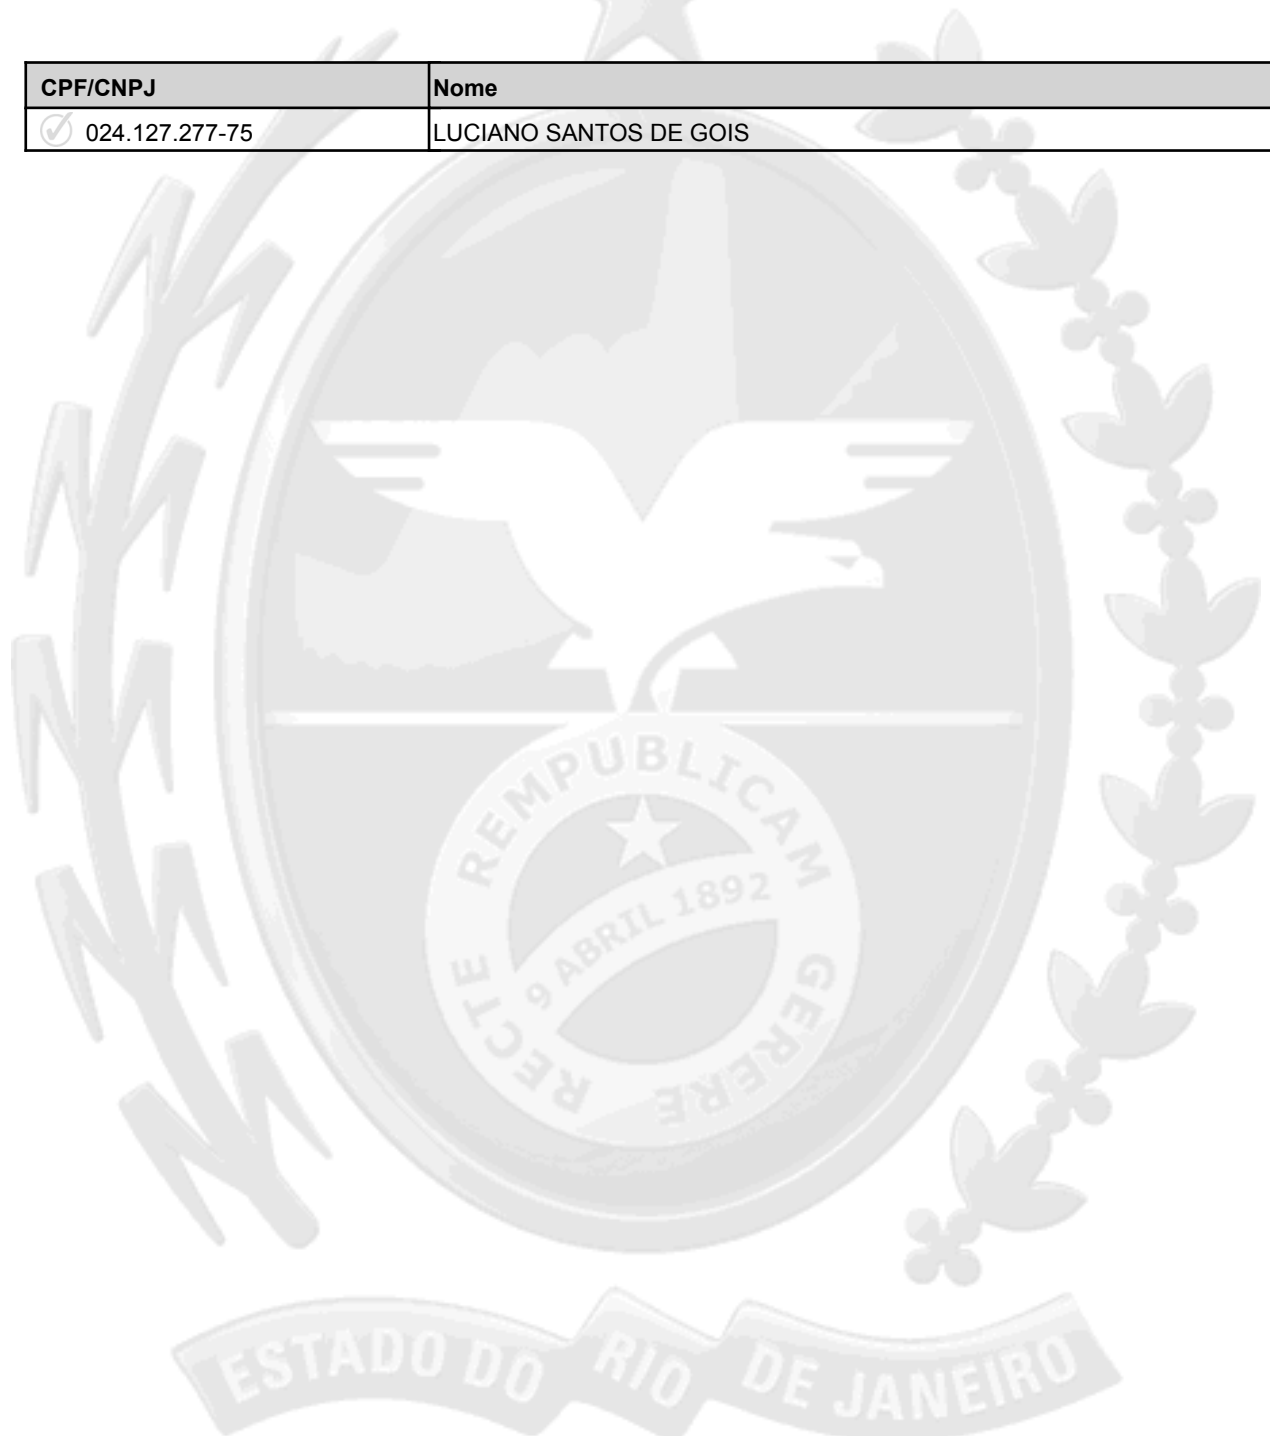 CPF/CNPJ Nome
024.127.277-75 LUCIANO SANTOS DE GOIS
REMPUBLICAM
9 ABRIL 1892
RECTE GERERE
ESTADO DO RIO DE JANEIRO